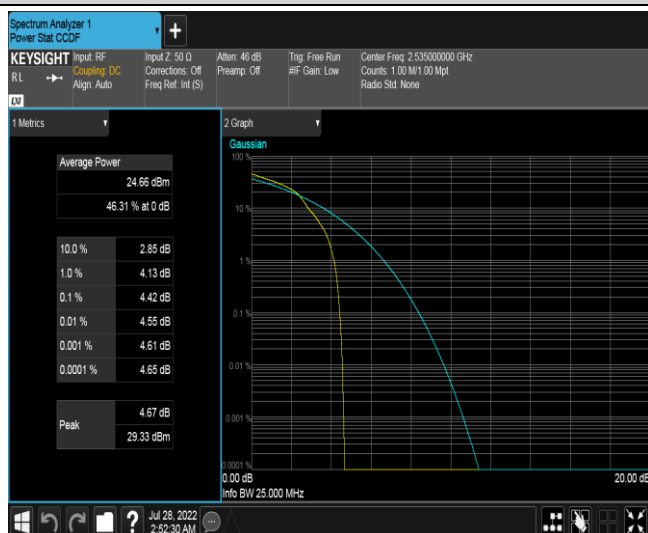 Spectrum Analyzer 1
Power Stat CCDF
+
KEYSIGHT
RL
LXI
Input: RF
Coupling: DC
Align: Auto
Input Z: 50 Ω
Corrections: Off
Freq Ref: Int (S)
Atten: 46 dB
Preamp: Off
Trig: Free Run
#IF Gain: Low
Center Freq: 2.535000000 GHz
Counts: 1.00 M/1.00 Mpt
Radio Std: None
1 Metrics
Average Power
24.66 dBm
46.31 % at 0 dB
10.0 % 2.85 dB
1.0 % 4.13 dB
0.1 % 4.42 dB
0.01 % 4.55 dB
0.001 % 4.61 dB
0.0001 % 4.65 dB
Peak
4.67 dB
29.33 dBm
2 Graph
Gaussian
100 %
10 %
1 %
0.1 %
0.01 %
0.001 %
0.0001 %
0.00 dB 20.00 dB
Info BW 25.000 MHz
?
Jul 28, 2022
2:52:30 AM